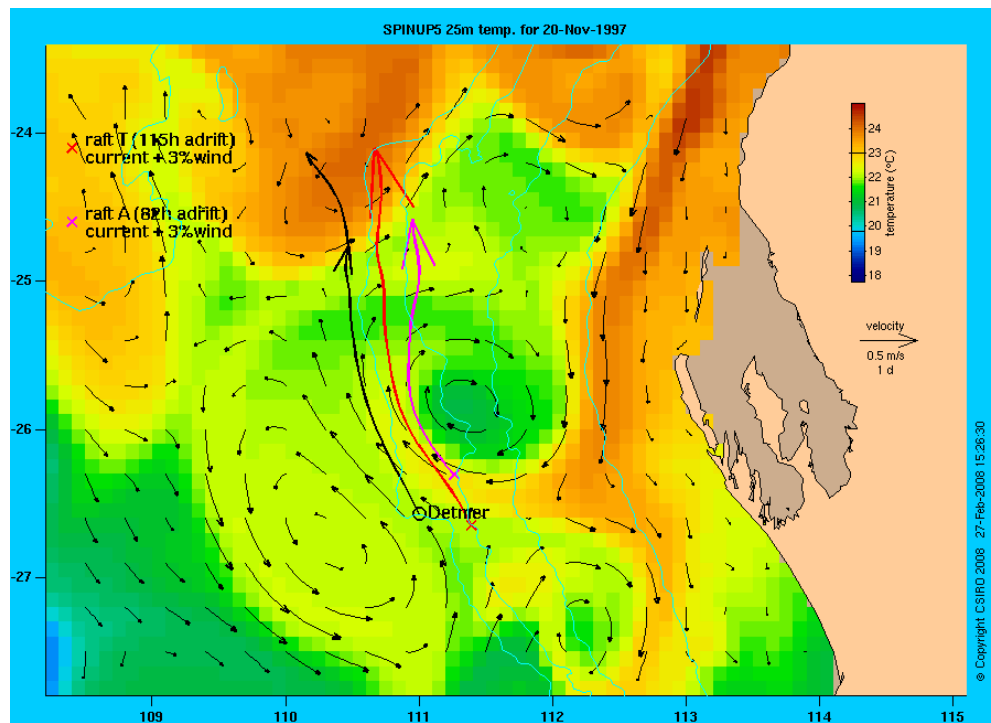 SPINUP5 25m temp. for 20-Nov-1997
-24
-25
-26
-27
raft T (115h adrift)
current + 3%wind
raft A (82h adrift)
current + 3%wind
24
23
22
21
20
19
18
temperature (°C)
velocity
0.5 m/s
1 d
Detmer
109
110
111
112
113
114
115
© Copyright CSIRO 2008 27-Feb-2008 15:26:30